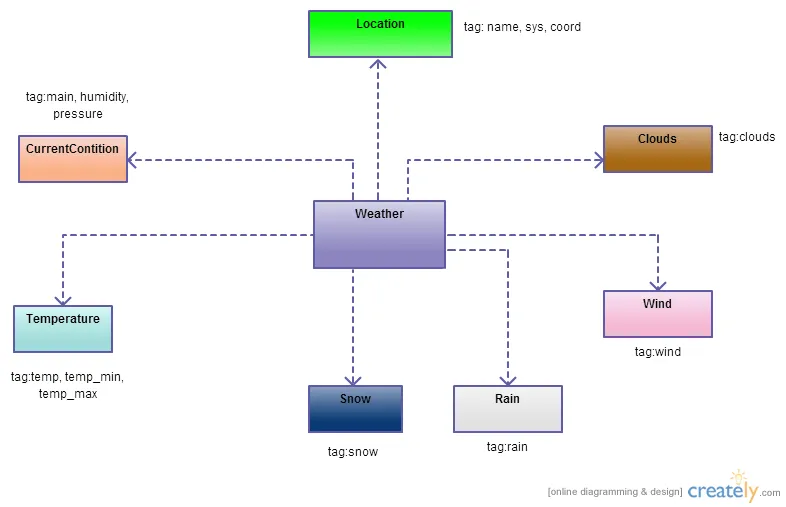 Location
tag: name, sys, coord
tag:main, humidity,
pressure
CurrentContition
Clouds
tag:clouds
Weather
Temperature
tag:temp, temp_min,
temp_max
Wind
tag:wind
Snow
tag:snow
Rain
tag:rain
[online diagramming & design] creately.com